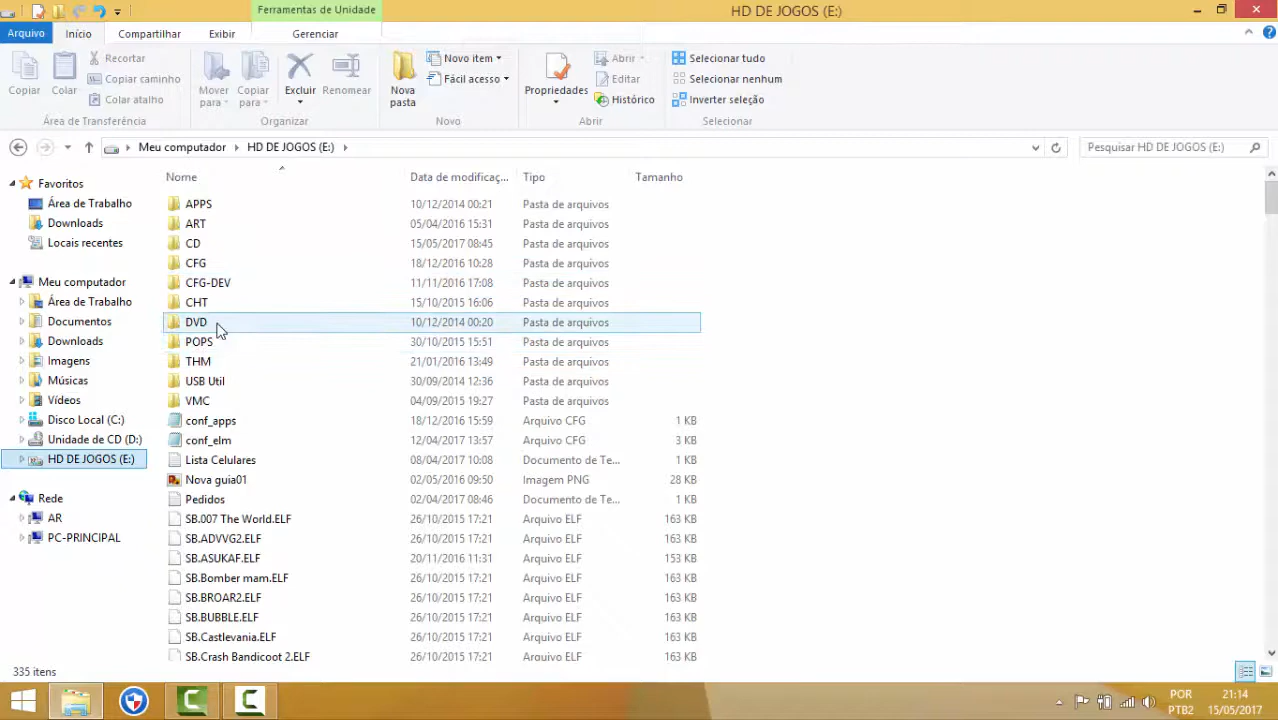 Ferramentas de Unidade
HD DE JOGOS (E:)
Arquivo Início Compartilhar Exibir Gerenciar
Copiar
Colar
Recortar
Copiar caminho
Colar atalho
Área de Transferência
Mover para
Copiar para
Excluir
Renomear
Organizar
Nova pasta
Novo item
Fácil acesso
Novo
Propriedades
Abrir
Editar
Histórico
Abrir
Selecionar tudo
Selecionar nenhum
Inverter seleção
Selecionar
Meu computador HD DE JOGOS (E:)
Pesquisar HD DE JOGOS (E:)
Favoritos
Área de Trabalho
Downloads
Locais recentes
Meu computador
Área de Trabalho
Documentos
Downloads
Imagens
Músicas
Vídeos
Disco Local (C:)
Unidade de CD (D:)
HD DE JOGOS (E:)
Rede
AR
PC-PRINCIPAL
Nome Data de modificaç... Tipo Tamanho
APPS 10/12/2014 00:21 Pasta de arquivos
ART 05/04/2016 15:31 Pasta de arquivos
CD 15/05/2017 08:45 Pasta de arquivos
CFG 18/12/2016 10:28 Pasta de arquivos
CFG-DEV 11/11/2016 17:08 Pasta de arquivos
CHT 15/10/2015 16:06 Pasta de arquivos
DVD 10/12/2014 00:20 Pasta de arquivos
POPS 30/10/2015 15:51 Pasta de arquivos
THM 21/01/2016 13:49 Pasta de arquivos
USB Util 30/09/2014 12:36 Pasta de arquivos
VMC 04/09/2015 19:27 Pasta de arquivos
conf_apps 18/12/2016 15:59 Arquivo CFG 1 KB
conf_elm 12/04/2017 13:57 Arquivo CFG 3 KB
Lista Celulares 08/04/2017 10:08 Documento de Te... 1 KB
Nova guia01 02/05/2016 09:50 Imagem PNG 28 KB
Pedidos 02/04/2017 08:46 Documento de Te... 1 KB
SB.007 The World.ELF 26/10/2015 17:21 Arquivo ELF 163 KB
SB.ADVVG2.ELF 26/10/2015 17:21 Arquivo ELF 163 KB
SB.ASUKAF.ELF 20/11/2016 11:31 Arquivo ELF 153 KB
SB.Bomber mam.ELF 26/10/2015 17:21 Arquivo ELF 163 KB
SB.BROAR2.ELF 26/10/2015 17:21 Arquivo ELF 163 KB
SB.BUBBLE.ELF 26/10/2015 17:21 Arquivo ELF 163 KB
SB.Castlevania.ELF 26/10/2015 17:21 Arquivo ELF 163 KB
SB.Crash Bandicoot 2.ELF 26/10/2015 17:21 Arquivo ELF 163 KB
335 itens
POR
PTB2
21:14
15/05/2017